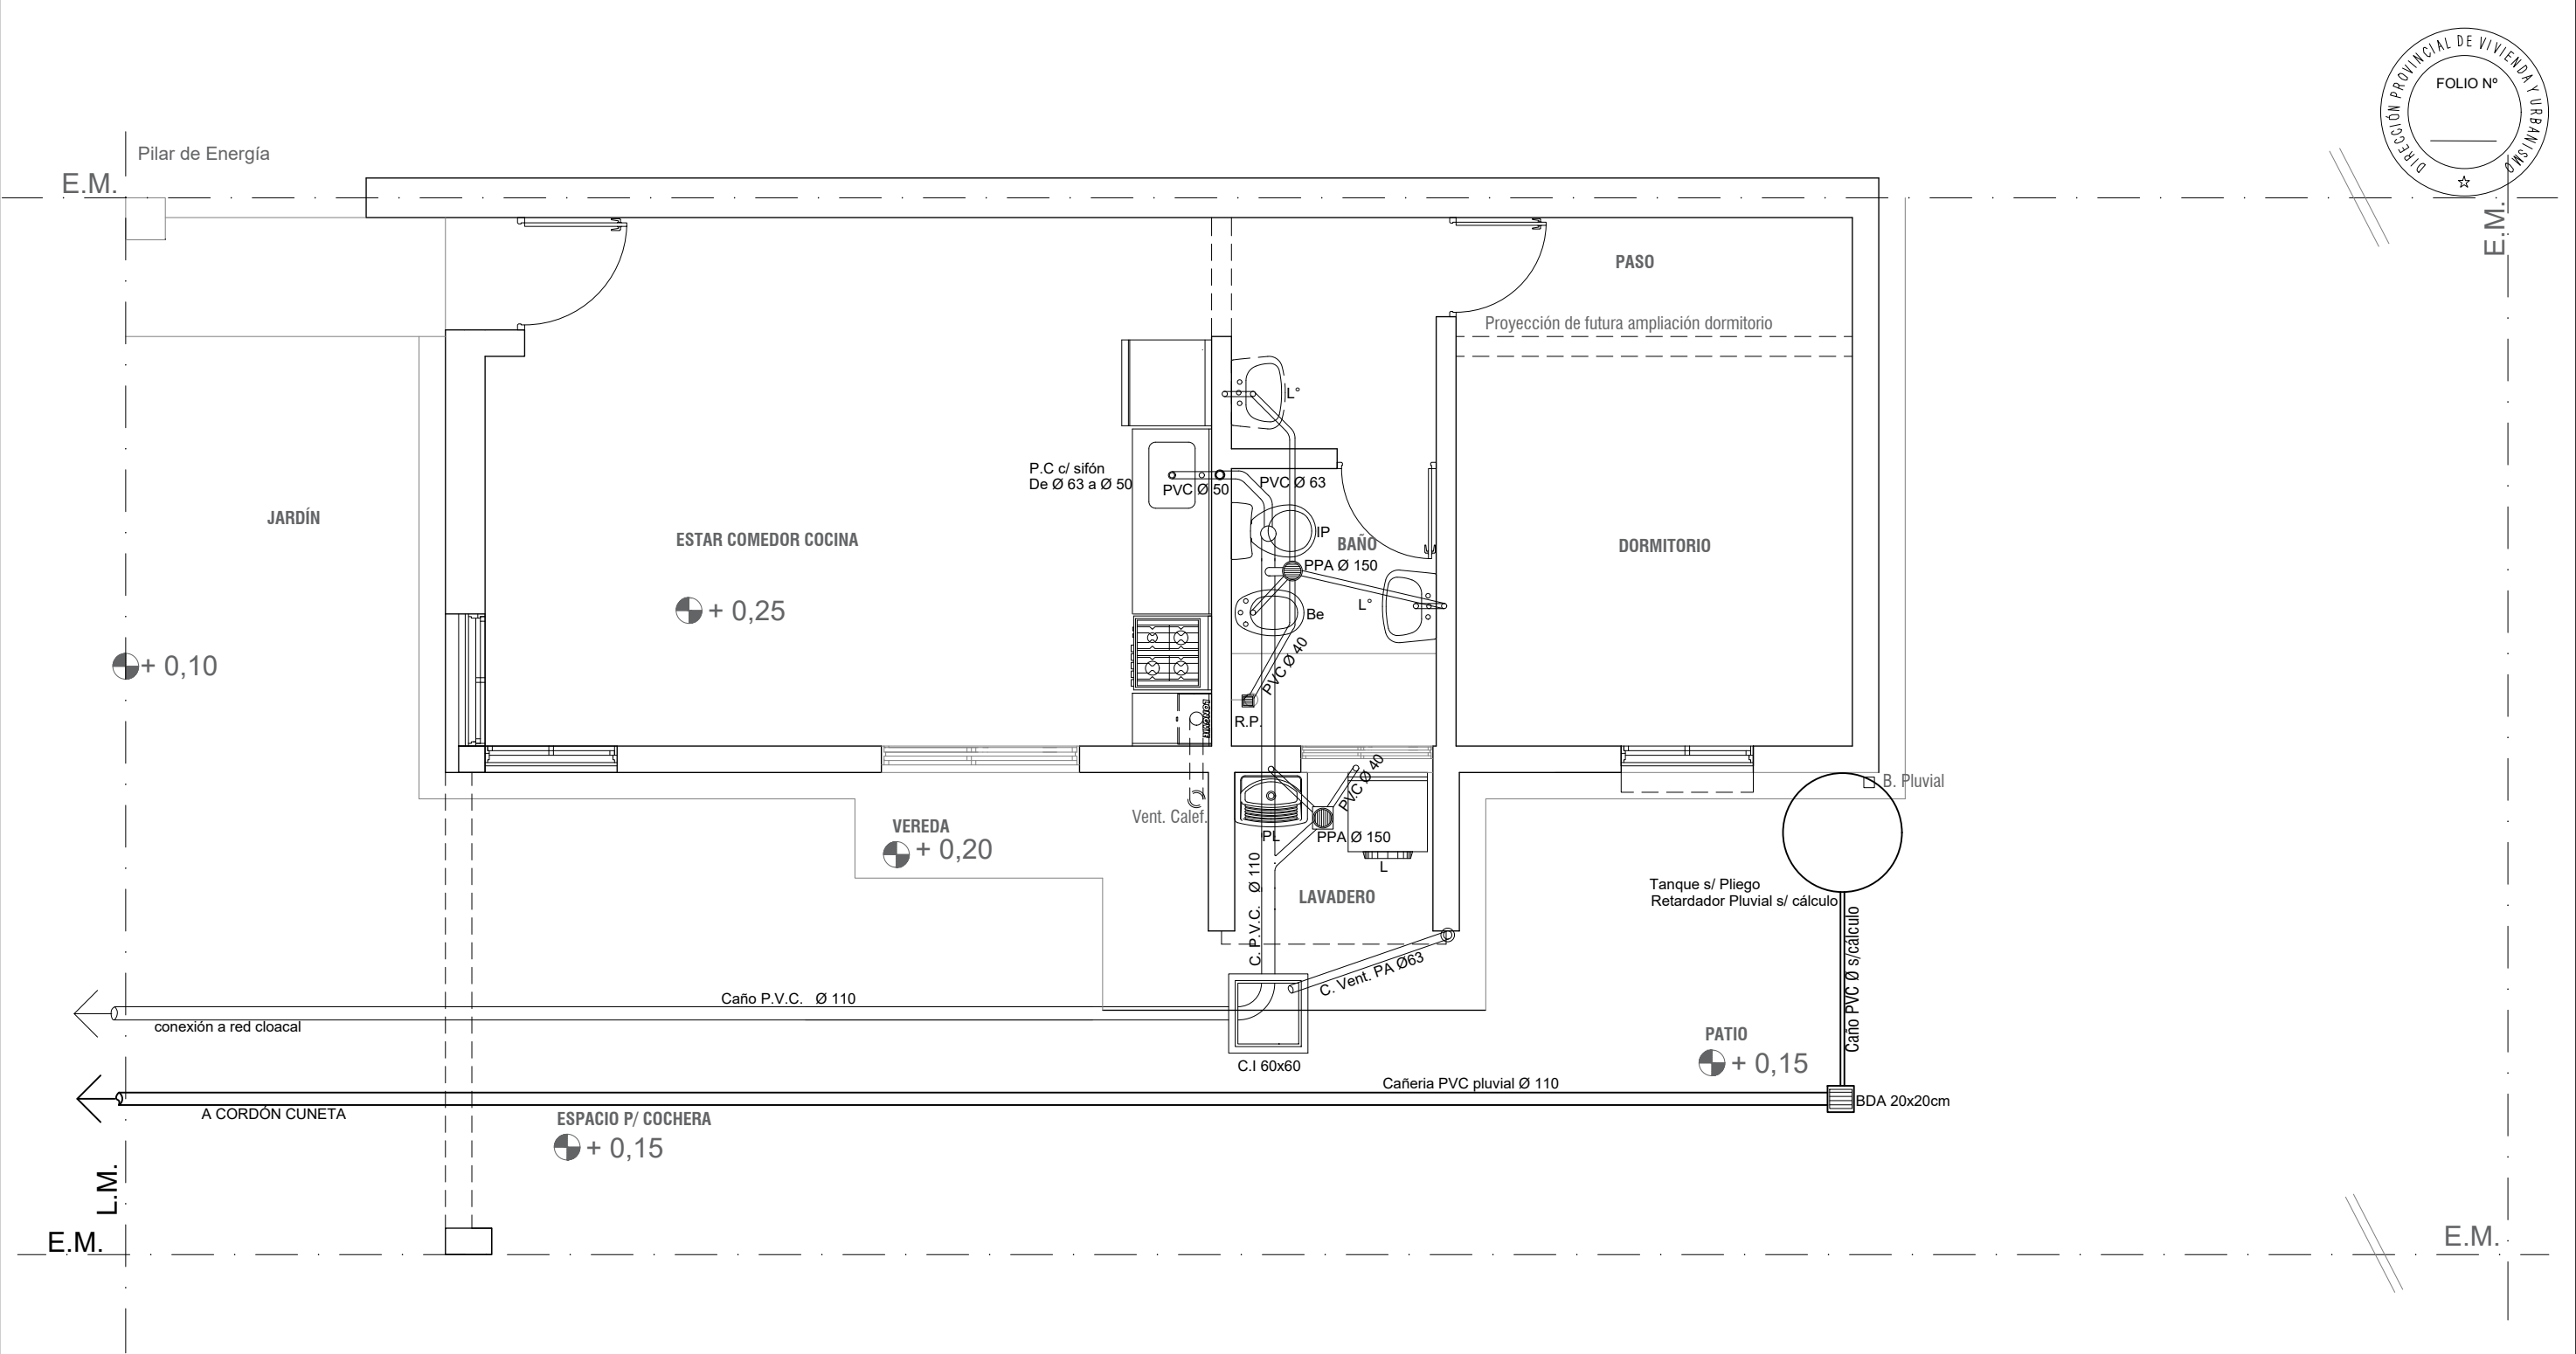 DIRECCIÓN PROVINCIAL DE VIVIENDA Y URBANISMO
FOLIO Nº
Pilar de Energía
E.M.
E.M.
PASO
Proyección de futura ampliación dormitorio
L°
P.C c/ sifón
De Ø 63 a Ø 50
PVC Ø 50
PVC Ø 63
JARDÍN
ESTAR COMEDOR COCINA
IP
BAÑO
DORMITORIO
PPA Ø 150
L°
Be
+ 0,25
+ 0,10
PVC Ø 40
R.P.
PVC Ø 40
B. Pluvial
Vent. Calef.
VEREDA
+ 0,20
PL
PPA Ø 150
L
C. P.V.C. Ø 110
LAVADERO
Tanque s/ Pliego
Retardador Pluvial s/ cálculo
Caño PVC Ø s/cálculo
C. Vent. PA Ø63
Caño P.V.C. Ø 110
conexión a red cloacal
PATIO
+ 0,15
C.I 60x60
Cañeria PVC pluvial Ø 110
BDA 20x20cm
A CORDÓN CUNETA
ESPACIO P/ COCHERA
+ 0,15
L.M.
E.M.
E.M.